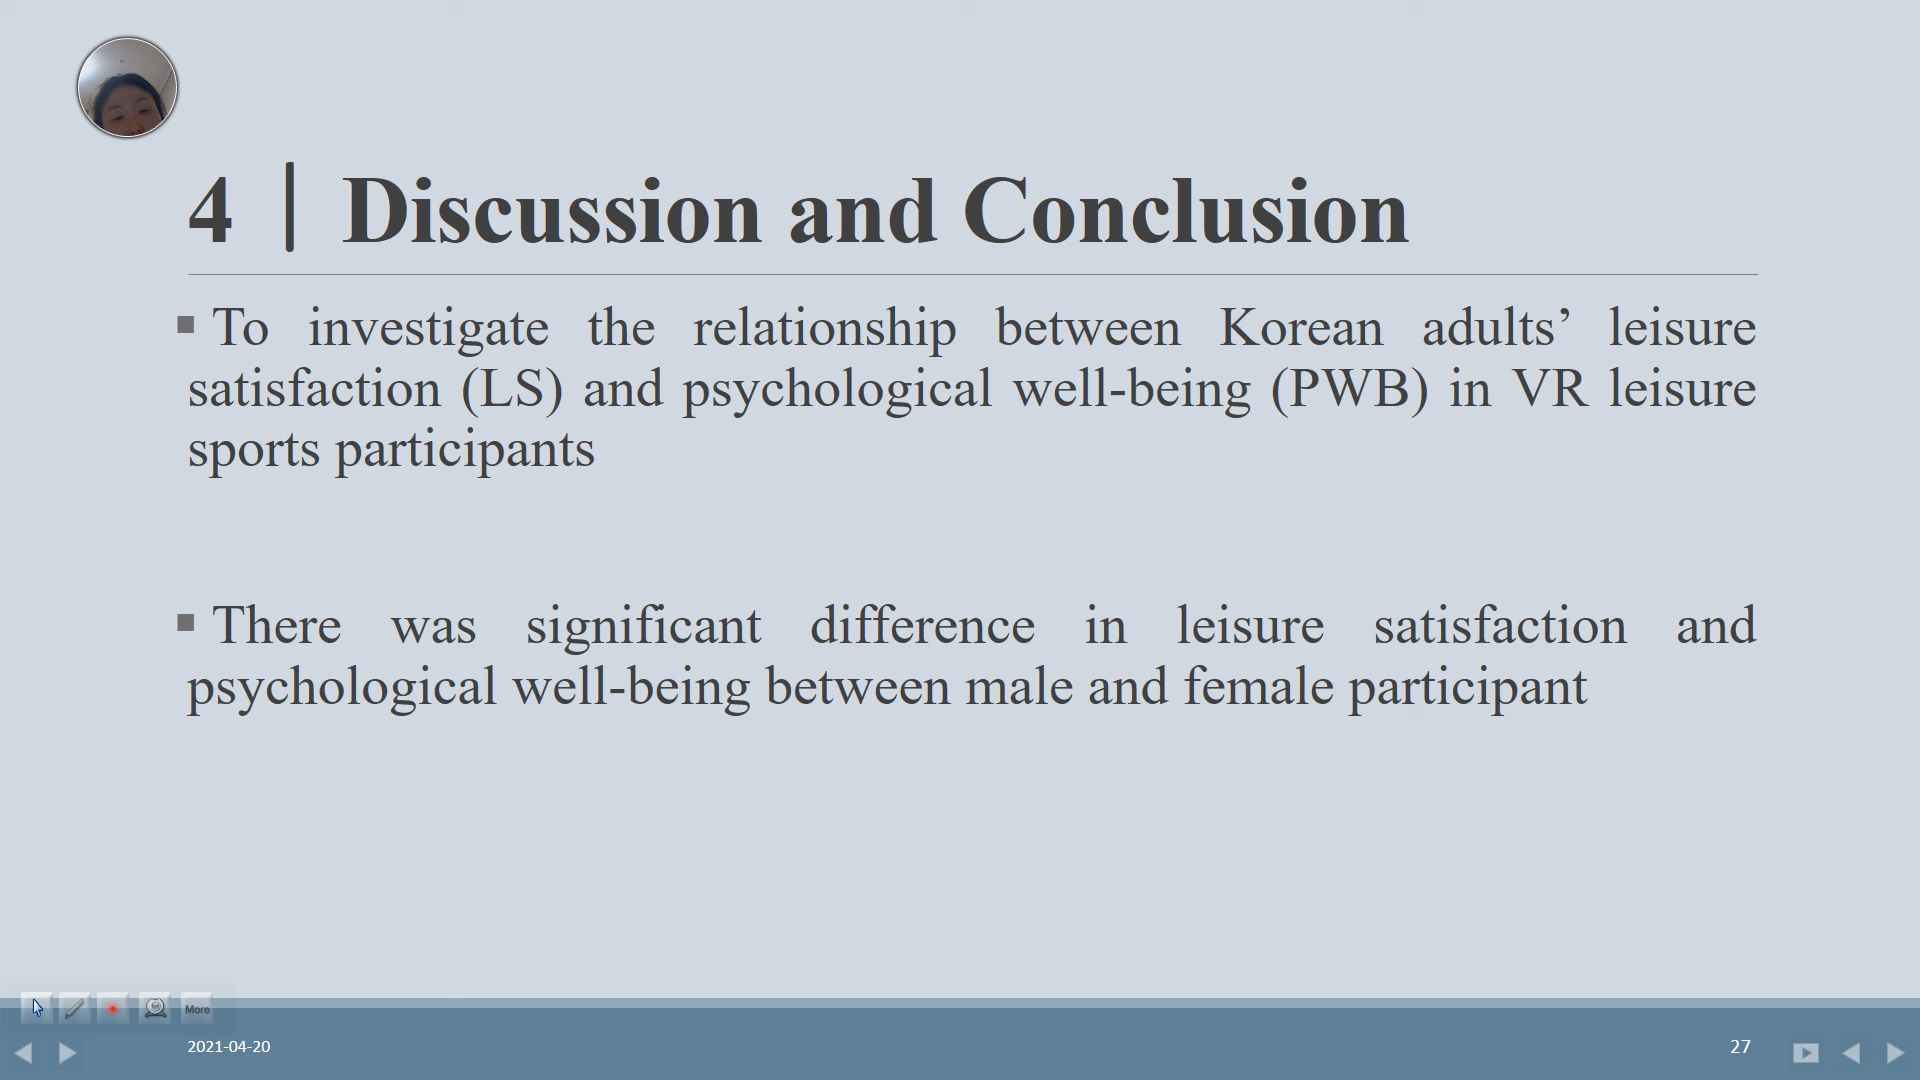 4 | Discussion and Conclusion
▪ To investigate the relationship between Korean adults’ leisure
satisfaction (LS) and psychological well-being (PWB) in VR leisure
sports participants
▪ There was significant difference in leisure satisfaction and
psychological well-being between male and female participant
More
2021-04-20
27